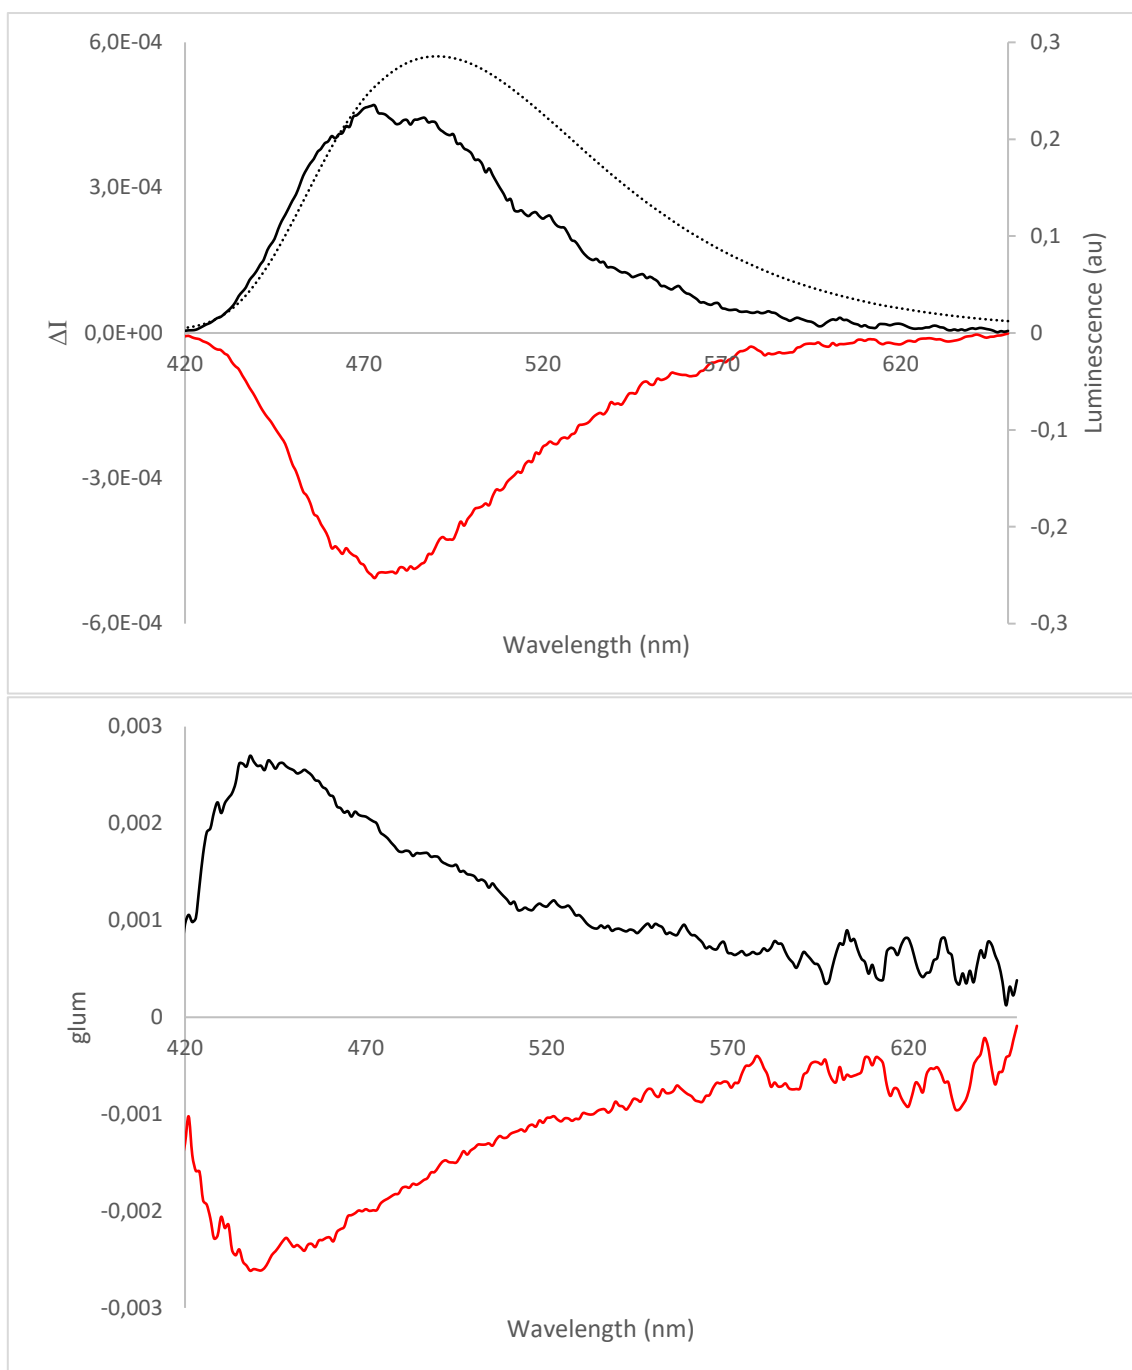 6,0E-04
0,3
0,2
3,0E-04
0,1
0,0E+00
0
420
470
520
570
620
ΔI
Luminescence (au)
-0,1
-3,0E-04
-0,2
-6,0E-04
-0,3
Wavelength (nm)
0,003
0,002
0,001
0
glum
420
470
520
570
620
-0,001
-0,002
-0,003
Wavelength (nm)